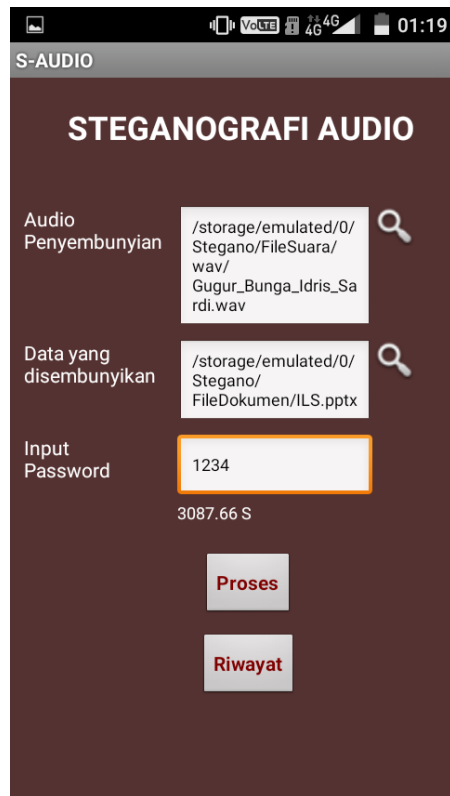 VoLTE 4G 4G 01:19
S-AUDIO
STEGANOGRAFI AUDIO
Audio
Penyembunyian
/storage/emulated/0/
Stegano/FileSuara/
wav/
Gugur_Bunga_Idris_Sa
rdi.wav
Data yang
disembunyikan
/storage/emulated/0/
Stegano/
FileDokumen/ILS.pptx
Input
Password
1234
3087.66 S
Proses
Riwayat